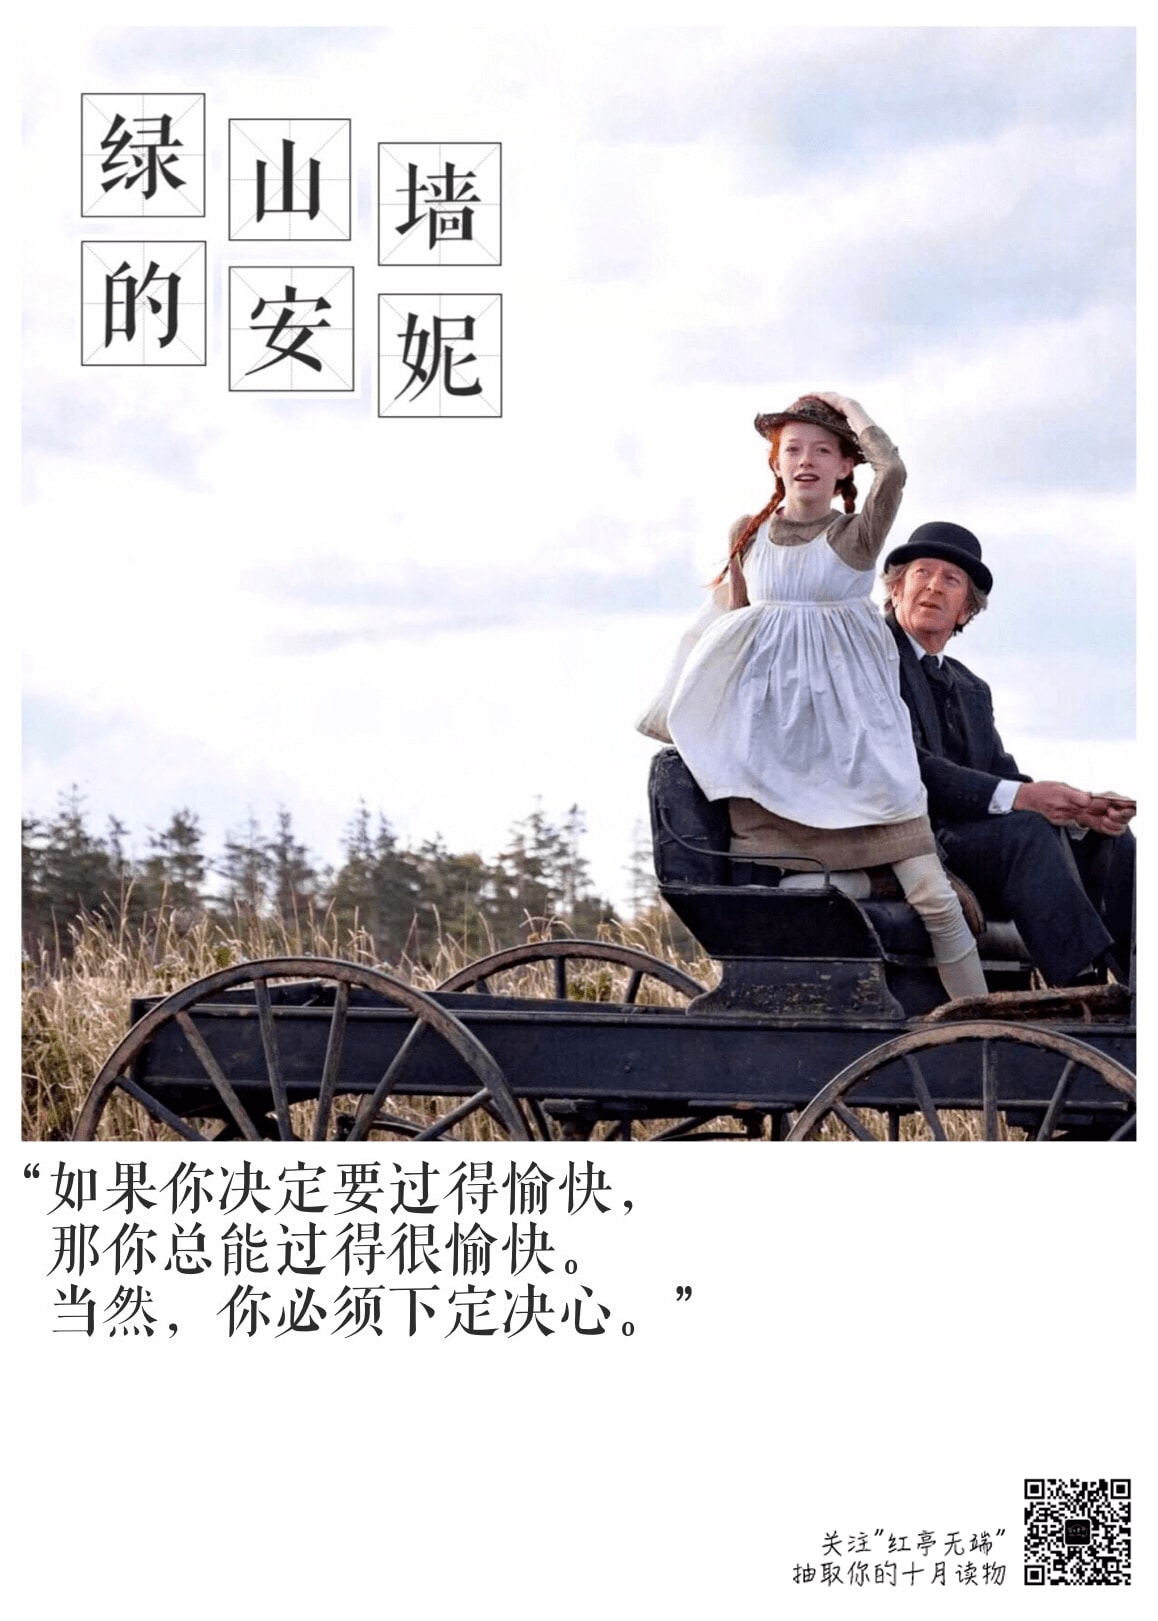 绿山墙
的安妮
“如果你决定要过得愉快，
那你总能过得很愉快。
当然，你必须下定决心。”
关注"红亭无端"
抽取你的十月读物